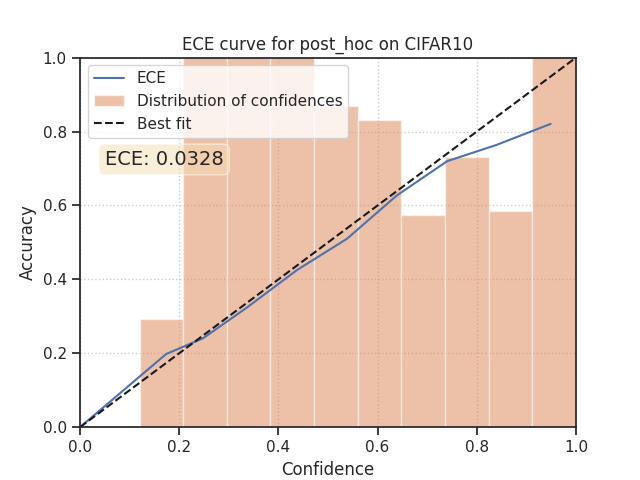 ECE curve for post_hoc on CIFAR10
1.0
0.8
0.6
0.4
0.2
0.0
Accuracy
ECE
Distribution of confidences
Best fit
ECE: 0.0328
0.0 0.2 0.4 0.6 0.8 1.0
Confidence